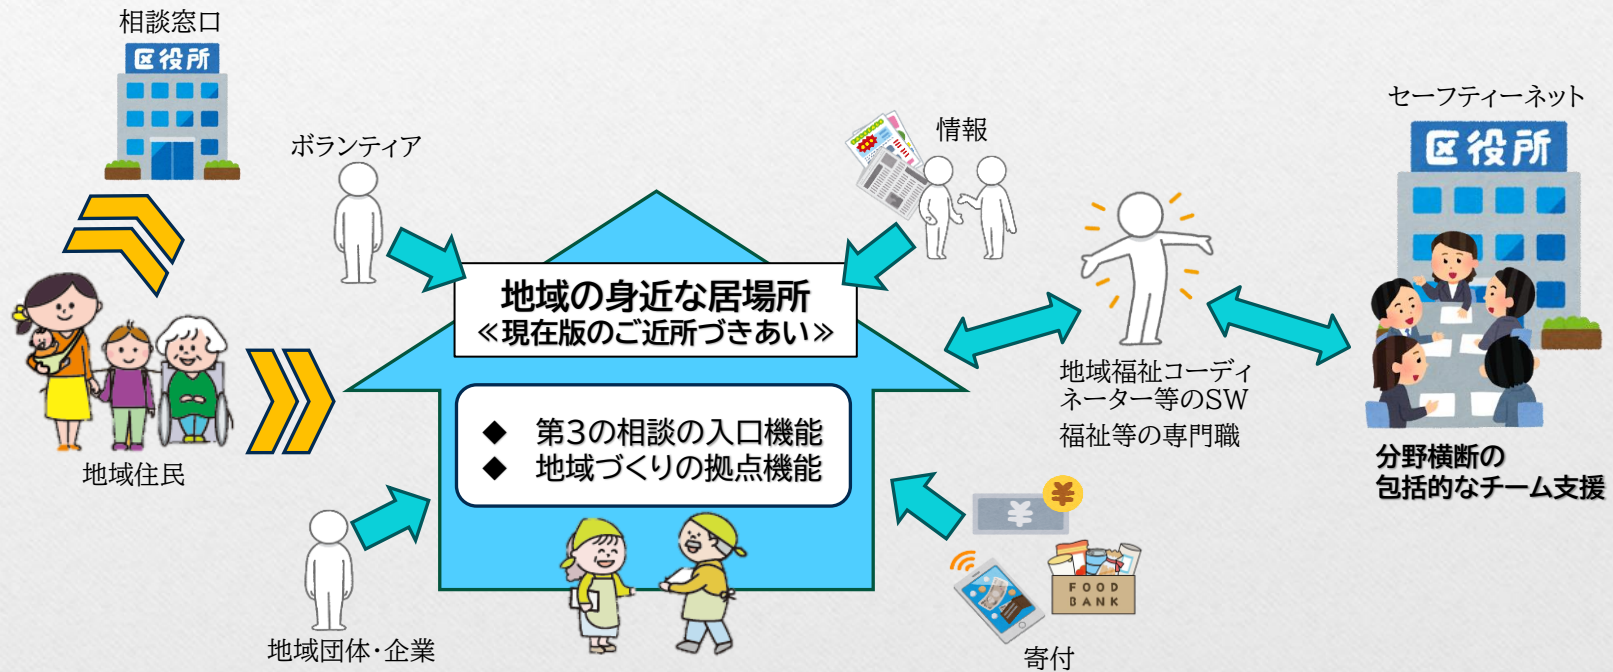 相談窓口
区役所
ボランティア
情報
セーフティーネット
区役所
地域の身近な居場所
≪現在版のご近所づきあい≫
◆ 第3の相談の入口機能
◆ 地域づくりの拠点機能
地域住民
地域福祉コーディ
ネーター等のSW
福祉等の専門職
分野横断の
包括的なチーム支援
地域団体・企業
¥
¥
FOOD
BANK
寄付